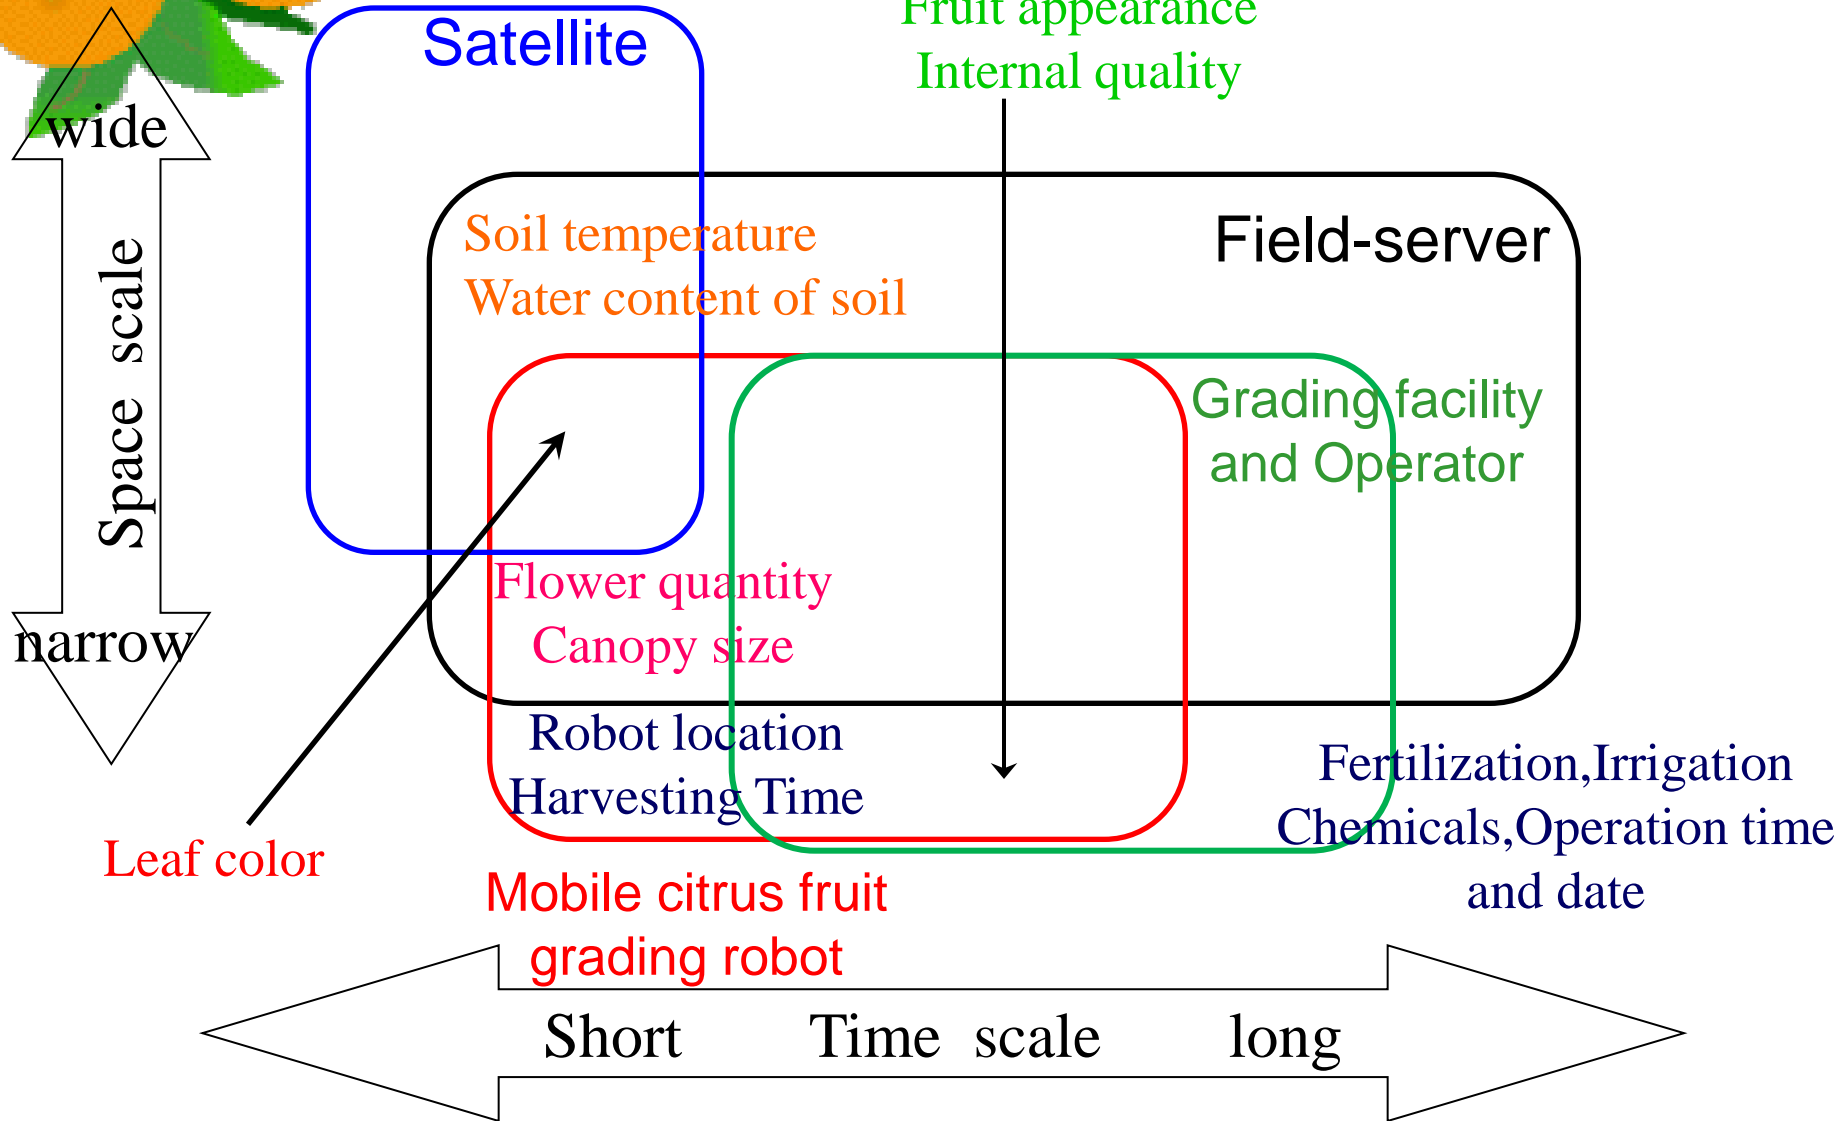 Fruit appearance
Internal quality
Satellite
wide
Space scale
narrow
Soil temperature
Water content of soil
Field-server
Grading facility
and Operator
Flower quantity
Canopy size
Robot location
Harvesting Time
Fertilization,Irrigation
Chemicals,Operation time
and date
Leaf color
Mobile citrus fruit
grading robot
Short Time scale long